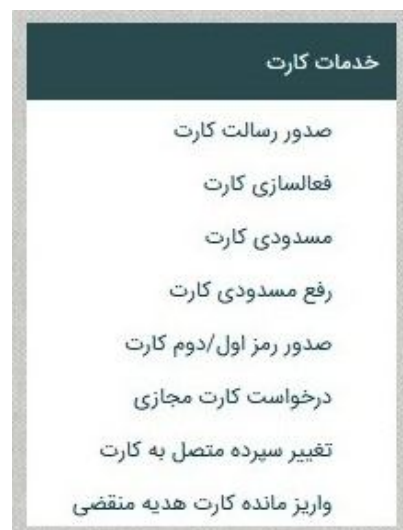 خدمات کارت
صدور رسالت کارت
فعالسازی کارت
مسدودی کارت
رفع مسدودی کارت
صدور رمز اول/دوم کارت
درخواست کارت مجازی
تغییر سپرده متصل به کارت
واریز مانده کارت هدیه منقضی